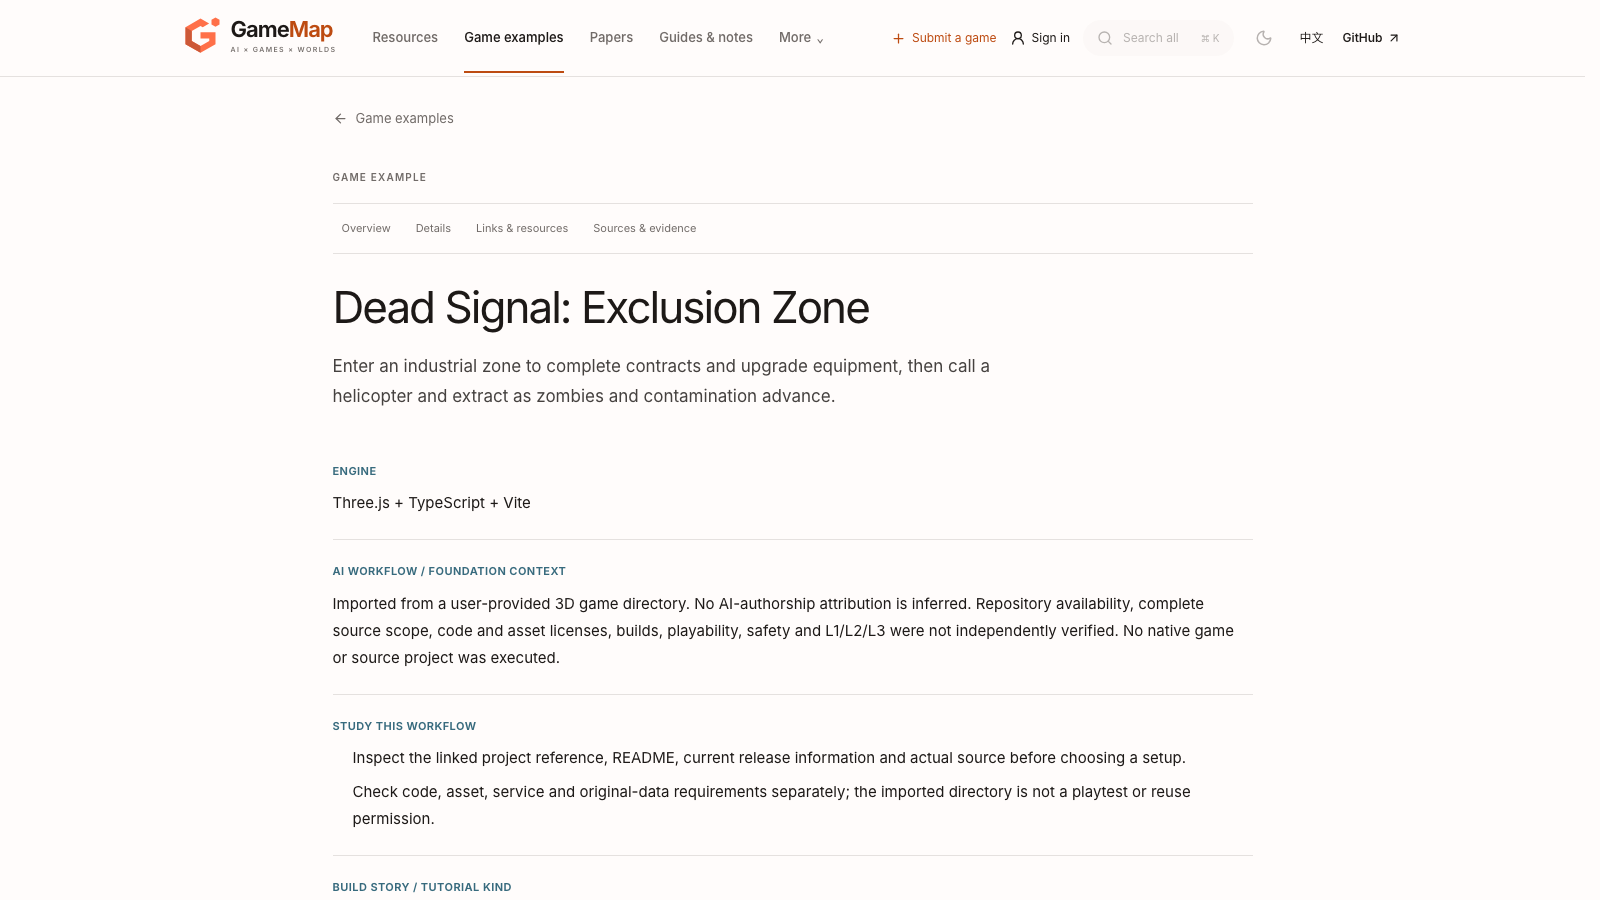 GameMap
AI × GAMES × WORLDS
Resources
Game examples
Papers
Guides & notes
More
Submit a game
Sign in
Search all
⌘ K
中文
GitHub
Game examples
GAME EXAMPLE
Overview
Details
Links & resources
Sources & evidence
Dead Signal: Exclusion Zone
Enter an industrial zone to complete contracts and upgrade equipment, then call a
helicopter and extract as zombies and contamination advance.
ENGINE
Three.js + TypeScript + Vite
AI WORKFLOW / FOUNDATION CONTEXT
Imported from a user-provided 3D game directory. No AI-authorship attribution is inferred. Repository availability, complete
source scope, code and asset licenses, builds, playability, safety and L1/L2/L3 were not independently verified. No native game
or source project was executed.
STUDY THIS WORKFLOW
Inspect the linked project reference, README, current release information and actual source before choosing a setup.
Check code, asset, service and original-data requirements separately; the imported directory is not a playtest or reuse
permission.
BUILD STORY / TUTORIAL KIND